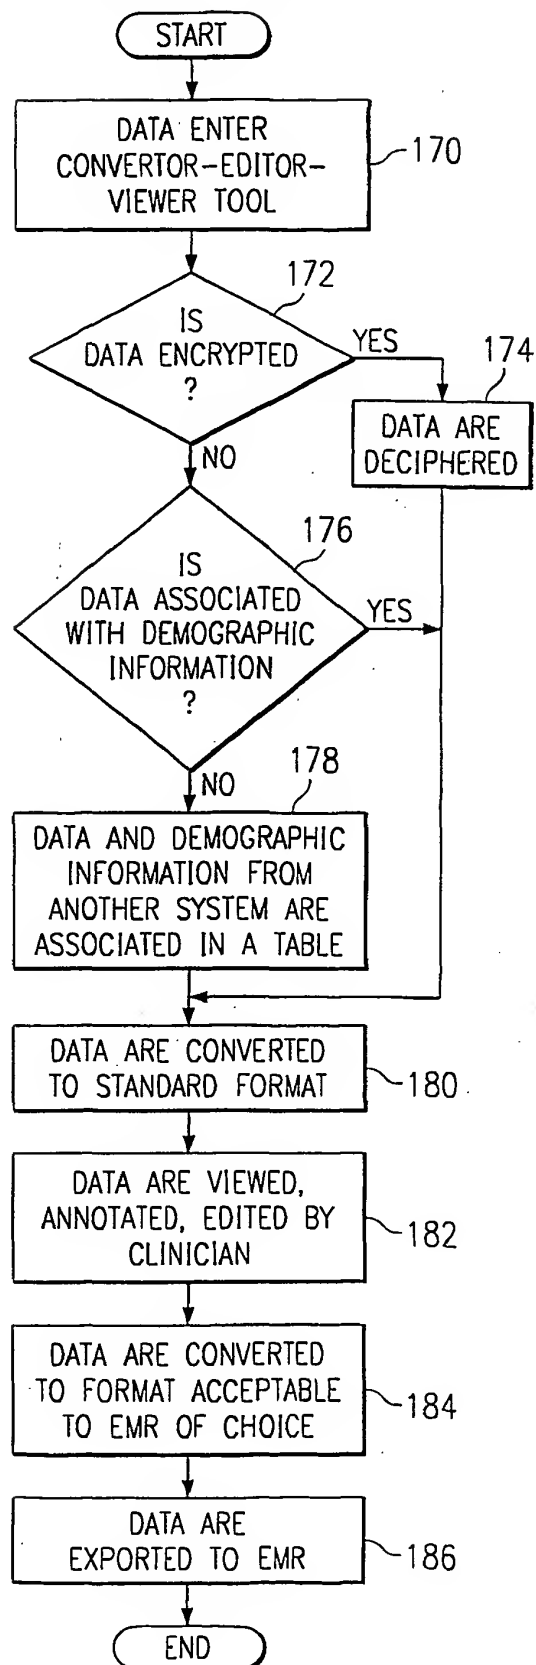 START
DATA ENTER
CONVERTOR-EDITOR-
VIEWER TOOL
170
172
IS
DATA ENCRYPTED
?
YES
174
DATA ARE
DECIPHERED
NO
176
IS
DATA ASSOCIATED
WITH DEMOGRAPHIC
INFORMATION
?
YES
NO
178
DATA AND DEMOGRAPHIC
INFORMATION FROM
ANOTHER SYSTEM ARE
ASSOCIATED IN A TABLE
DATA ARE CONVERTED
TO STANDARD FORMAT
180
DATA ARE VIEWED,
ANNOTATED, EDITED BY
CLINICIAN
182
DATA ARE CONVERTED
TO FORMAT ACCEPTABLE
TO EMR OF CHOICE
184
DATA ARE
EXPORTED TO EMR
186
END